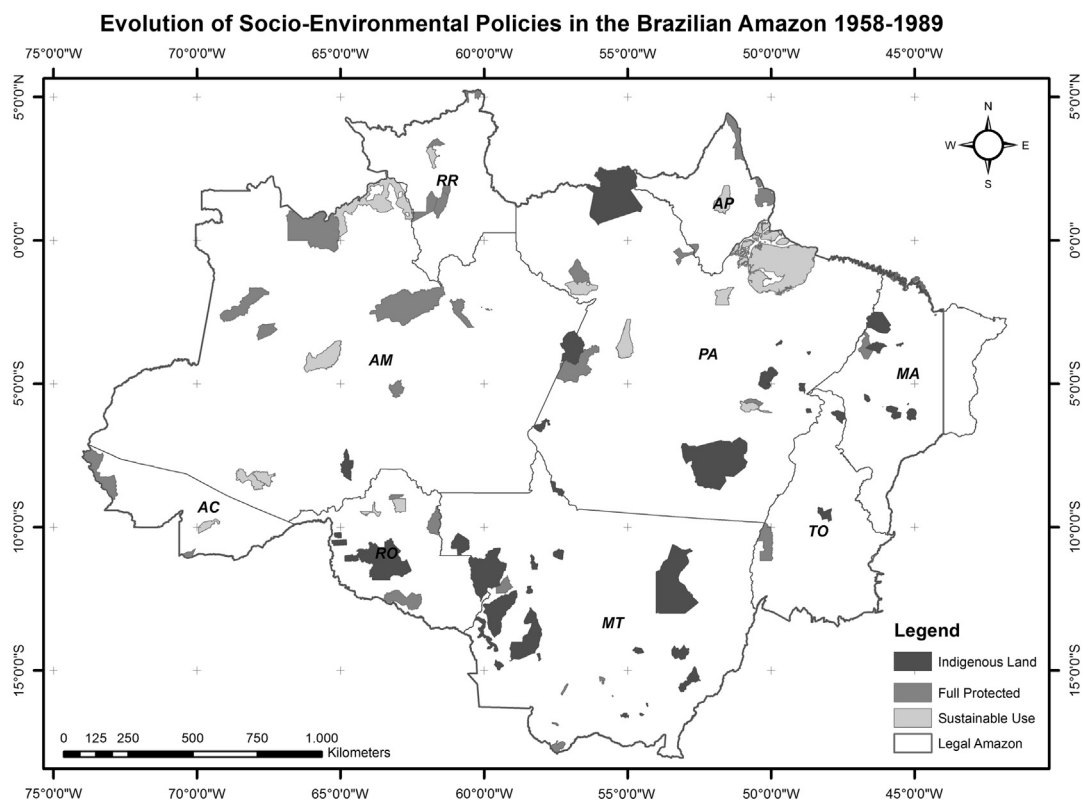 Evolution of Socio-Environmental Policies in the Brazilian Amazon 1958-1989
75°0'0"W 70°0'0"W 65°0'0"W 60°0'0"W 55°0'0"W 50°0'0"W 45°0'0"W
5°0'0"N 5°0'0"N
N
W E
S
RR
AP
0°0'0" 0°0'0"
AM
PA
MA
5°0'0"S 5°0'0"S
AC
TO
10°0'0"S 10°0'0"S
RO
MT
Legend
Indigenous Land
15°0'0"S 15°0'0"S
Full Protected
Sustainable Use
Legal Amazon
0 125 250 500 750 1.000
Kilometers
75°0'0"W 70°0'0"W 65°0'0"W 60°0'0"W 55°0'0"W 50°0'0"W 45°0'0"W